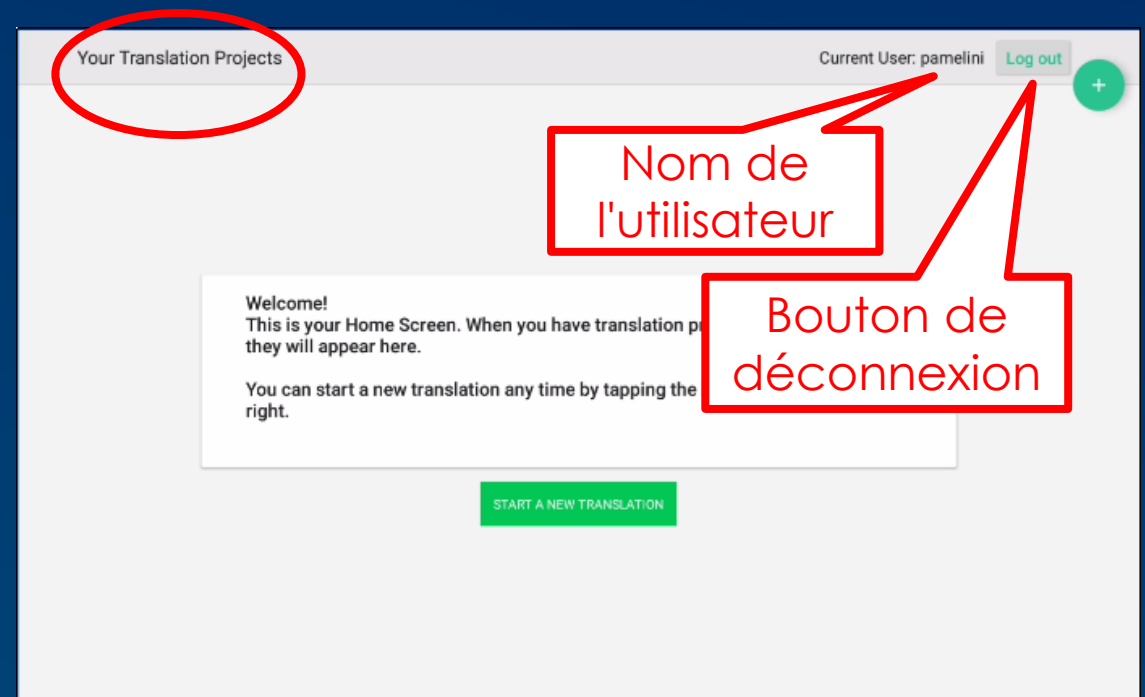 Your Translation Projects
Current User: pamelini
Log out
+
Nom de
l'utilisateur
Welcome!
This is your Home Screen. When you have translation
they will appear here.
You can start a new translation any time by tapping the
right.
Bouton de
déconnexion
START A NEW TRANSLATION